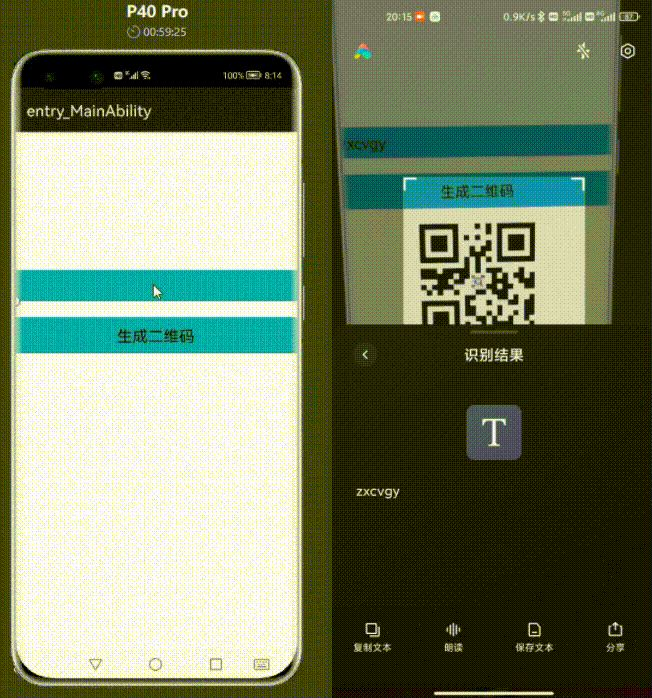 P40 Pro
00:59:25
100% 8:14
entry_MainAbility
生成二维码
20:15
0.9K/s
xcvgy
生成二维码
识别结果
T
zxcvgy
复制文本
朗读
保存文本
分享